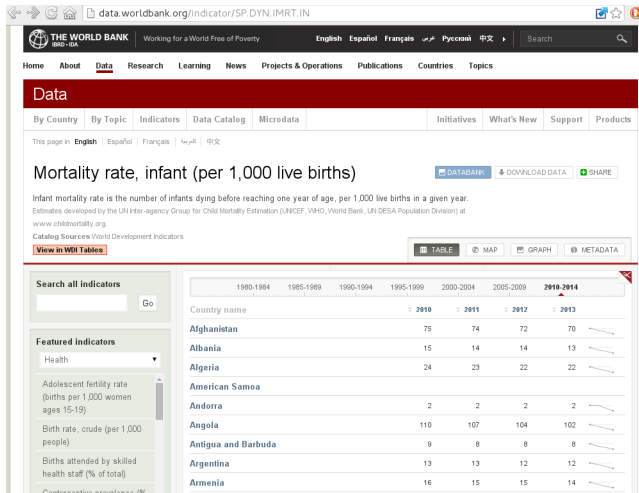 data.worldbank.org/indicator/SP.DYN.IMRT.IN
THE WORLD BANK
IBRD • IDA
Working for a World Free of Poverty
English Español Français عربي Русский 中文
Search
Home About Data Research Learning News Projects & Operations Publications Countries Topics
Data
By Country By Topic Indicators Data Catalog Microdata Initiatives What's New Support Products
This page in English Español Français العربية 中文
Mortality rate, infant (per 1,000 live births)
DATABANK DOWNLOAD DATA SHARE
Infant mortality rate is the number of infants dying before reaching one year of age, per 1,000 live births in a given year.
Estimates developed by the UN Inter-agency Group for Child Mortality Estimation (UNICEF, WHO, World Bank, UN DESA Population Division) at
www.childmortality.org.
Catalog Sources World Development Indicators
View in WDI Tables
TABLE MAP GRAPH METADATA
Search all indicators
Go
Featured indicators
Health
Adolescent fertility rate
(births per 1,000 women
ages 15-19)
Birth rate, crude (per 1,000
people)
Births attended by skilled
health staff (% of total)
Contraceptive prevalence (%
1980-1984 1985-1989 1990-1994 1995-1999 2000-2004 2005-2009 2010-2014
Country name 2010 2011 2012 2013
Afghanistan 75 74 72 70
Albania 15 14 14 13
Algeria 24 23 22 22
American Samoa
Andorra 2 2 2 2
Angola 110 107 104 102
Antigua and Barbuda 9 8 8 8
Argentina 13 13 12 12
Armenia 16 15 15 14